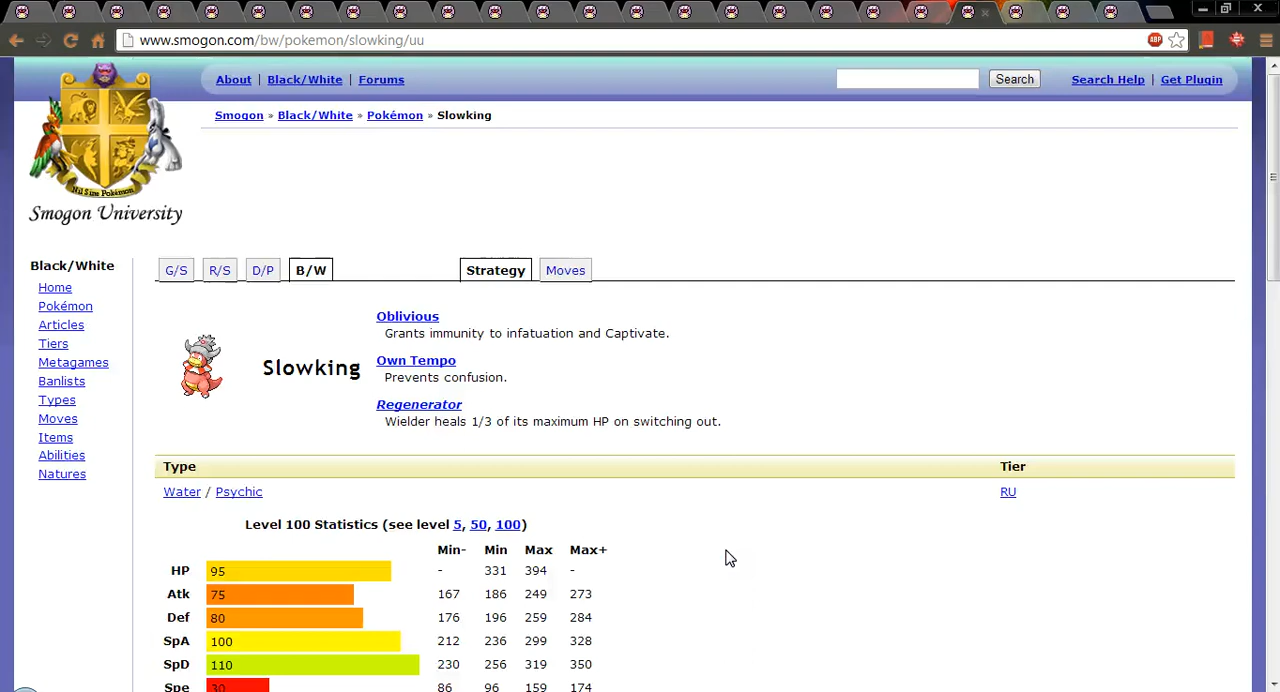 www.smogon.com/bw/pokemon/slowking/uu
ABP
About | Black/White | Forums
Search
Search Help | Get Plugin
Smogon » Black/White » Pokémon » Slowking
Nil Sine Pokémon
Smogon University
Black/White
Home
Pokémon
Articles
Tiers
Metagames
Banlists
Types
Moves
Items
Abilities
Natures
G/S R/S D/P B/W Strategy Moves
Slowking
Oblivious
Grants immunity to infatuation and Captivate.
Own Tempo
Prevents confusion.
Regenerator
Wielder heals 1/3 of its maximum HP on switching out.
Type Tier
Water / Psychic RU
Level 100 Statistics (see level 5, 50, 100)
Min- Min Max Max+
HP 95 - 331 394 -
Atk 75 167 186 249 273
Def 80 176 196 259 284
SpA 100 212 236 299 328
SpD 110 230 256 319 350
Spe 30 86 96 159 174